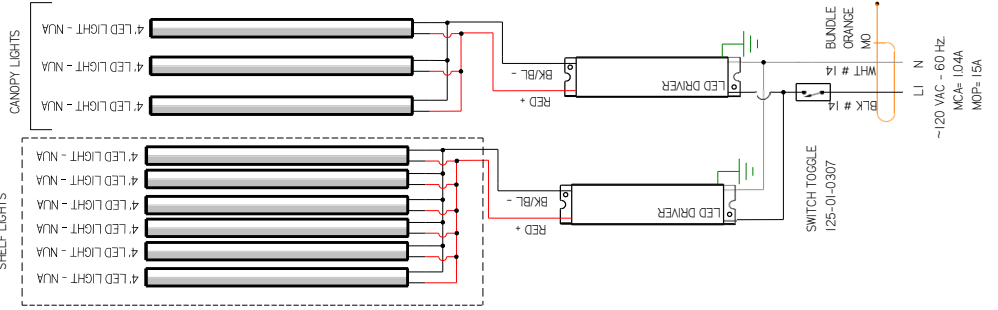 CANOPY LIGHTS
4' LED LIGHT - NUA
4' LED LIGHT - NUA
4' LED LIGHT - NUA
BK/BL -
RED +
LED DRIVER
BUNDLE
ORANGE
MO
WHT # 14
BLK # 14
N
L1
~120 VAC - 60 Hz.
MCA= 1.04A
MOP= 15A
SHELF LIGHTS
4' LED LIGHT - NUA
4' LED LIGHT - NUA
4' LED LIGHT - NUA
4' LED LIGHT - NUA
4' LED LIGHT - NUA
4' LED LIGHT - NUA
BK/BL -
RED +
LED DRIVER
SWITCH TOGGLE
125-01-0307